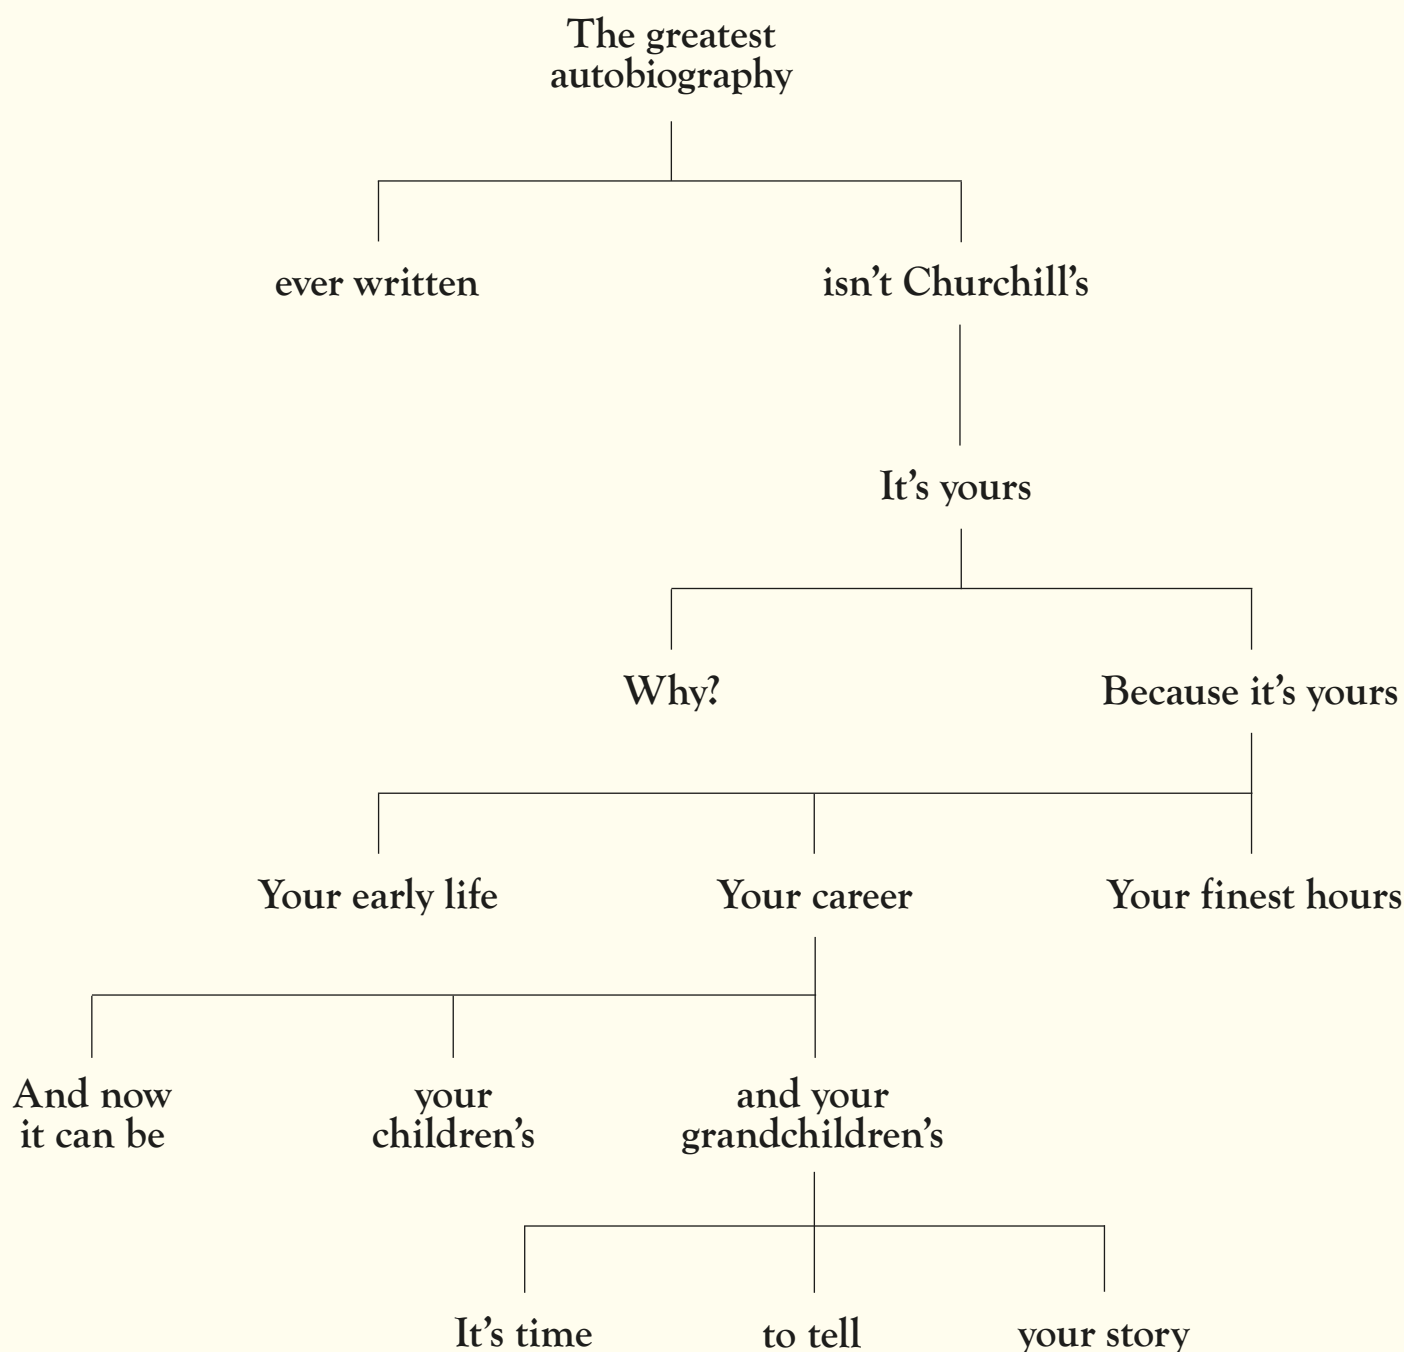 The greatest
autobiography
ever written
isn't Churchill's
It's yours
Why?
Because it's yours
Your early life
Your career
Your finest hours
And now
it can be
your
children's
and your
grandchildren's
It's time
to tell
your story